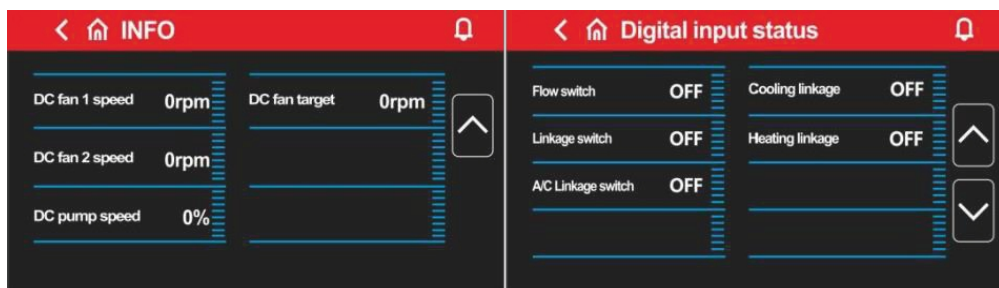 INFO
DC fan 1 speed 0rpm
DC fan target 0rpm
DC fan 2 speed 0rpm
DC pump speed 0%
Digital input status
Flow switch OFF
Cooling linkage OFF
Linkage switch OFF
Heating linkage OFF
A/C Linkage switch OFF